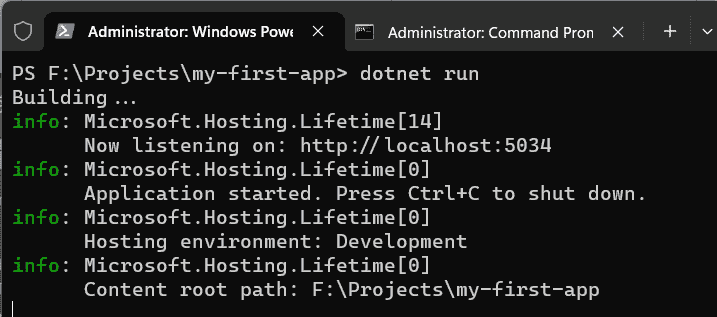 Administrator: Windows Powe
Administrator: Command Pron
PS F:\Projects\my-first-app> dotnet run
Building...
info: Microsoft.Hosting.Lifetime[14]
Now listening on: http://localhost:5034
info: Microsoft.Hosting.Lifetime[0]
Application started. Press Ctrl+C to shut down.
info: Microsoft.Hosting.Lifetime[0]
Hosting environment: Development
info: Microsoft.Hosting.Lifetime[0]
Content root path: F:\Projects\my-first-app